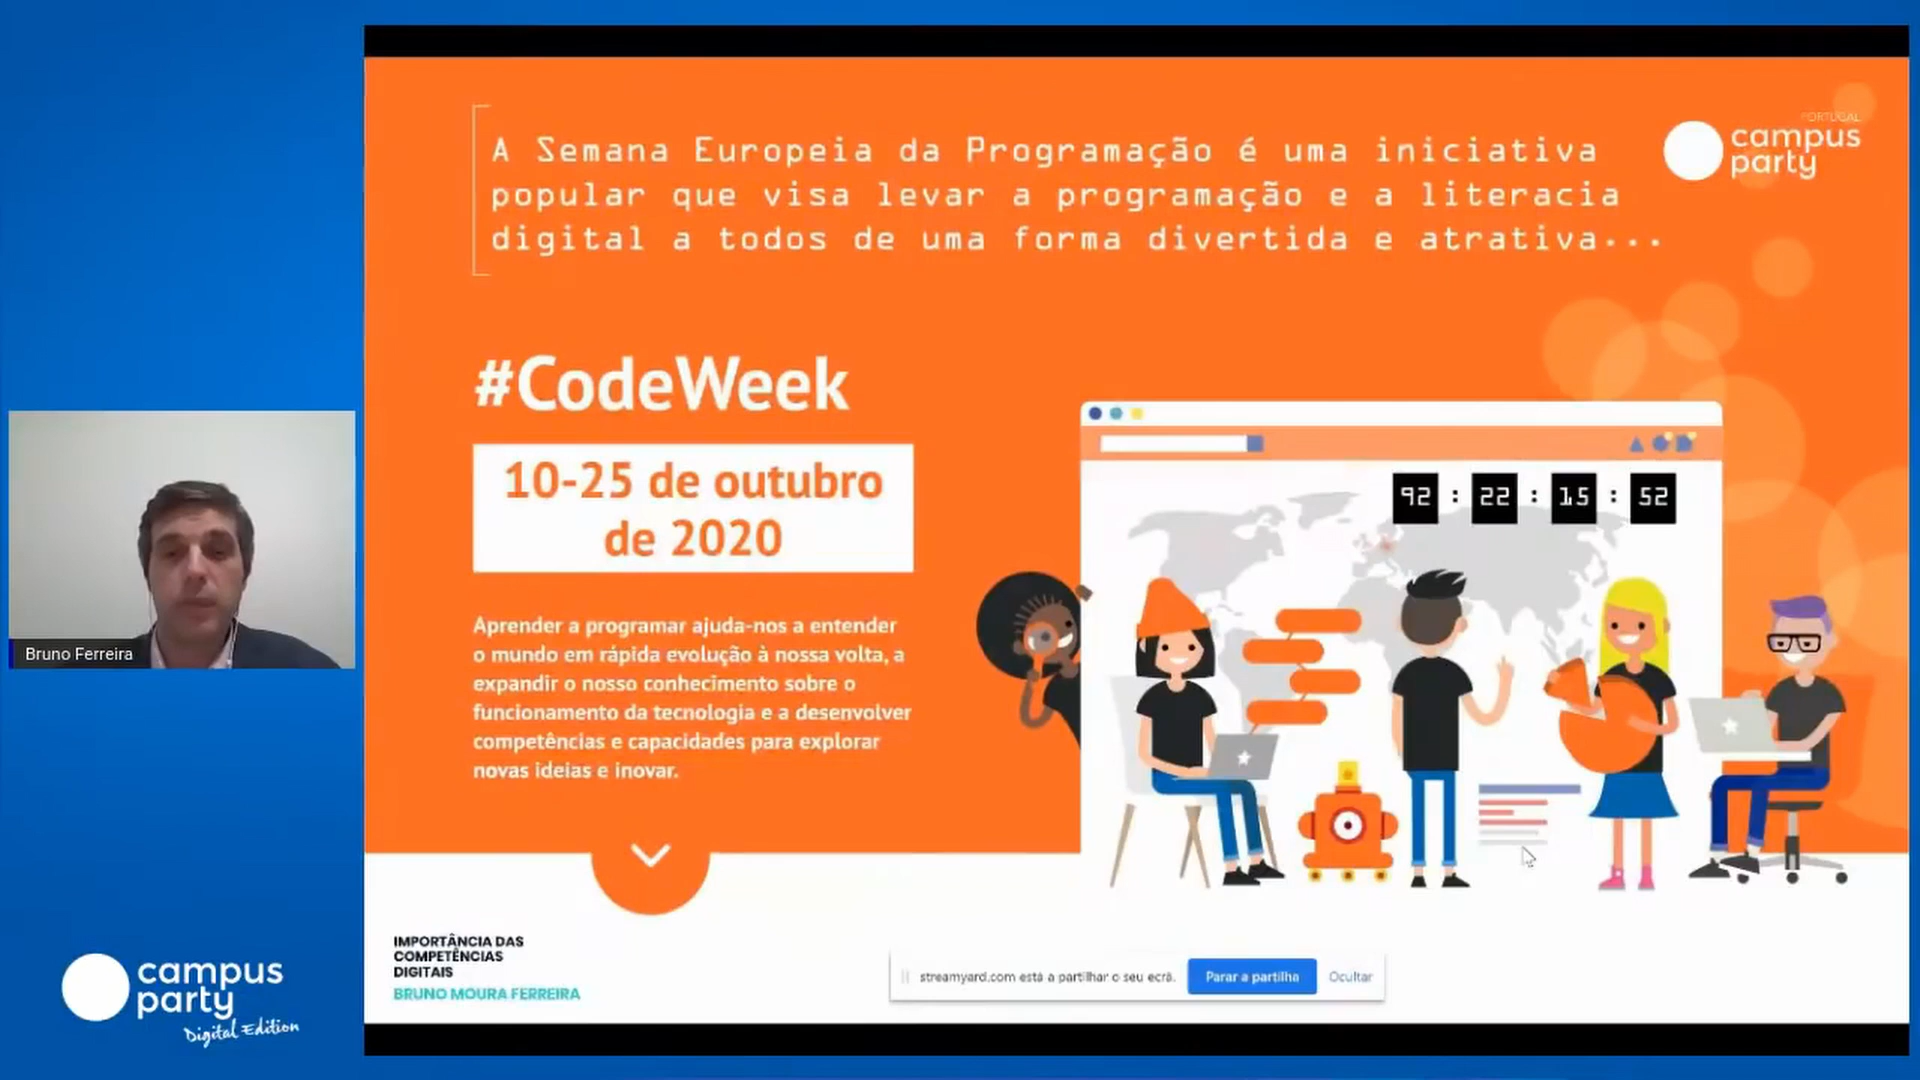 A Semana Europeia da Programação é uma iniciativa
popular que visa levar a programação e a literacia
digital a todos de uma forma divertida e atrativa...
PORTUGAL
campus
party
#CodeWeek
10-25 de outubro
de 2020
92 : 22 : 15 : 52
Aprender a programar ajuda-nos a entender
o mundo em rápida evolução à nossa volta, a
expandir o nosso conhecimento sobre o
funcionamento da tecnologia e a desenvolver
competências e capacidades para explorar
novas ideias e inovar.
Bruno Ferreira
IMPORTÂNCIA DAS
COMPETÊNCIAS
DIGITAIS
BRUNO MOURA FERREIRA
streamyard.com está a partilhar o seu ecrã. Parar a partilha Ocultar
campus
party
Digital Edition